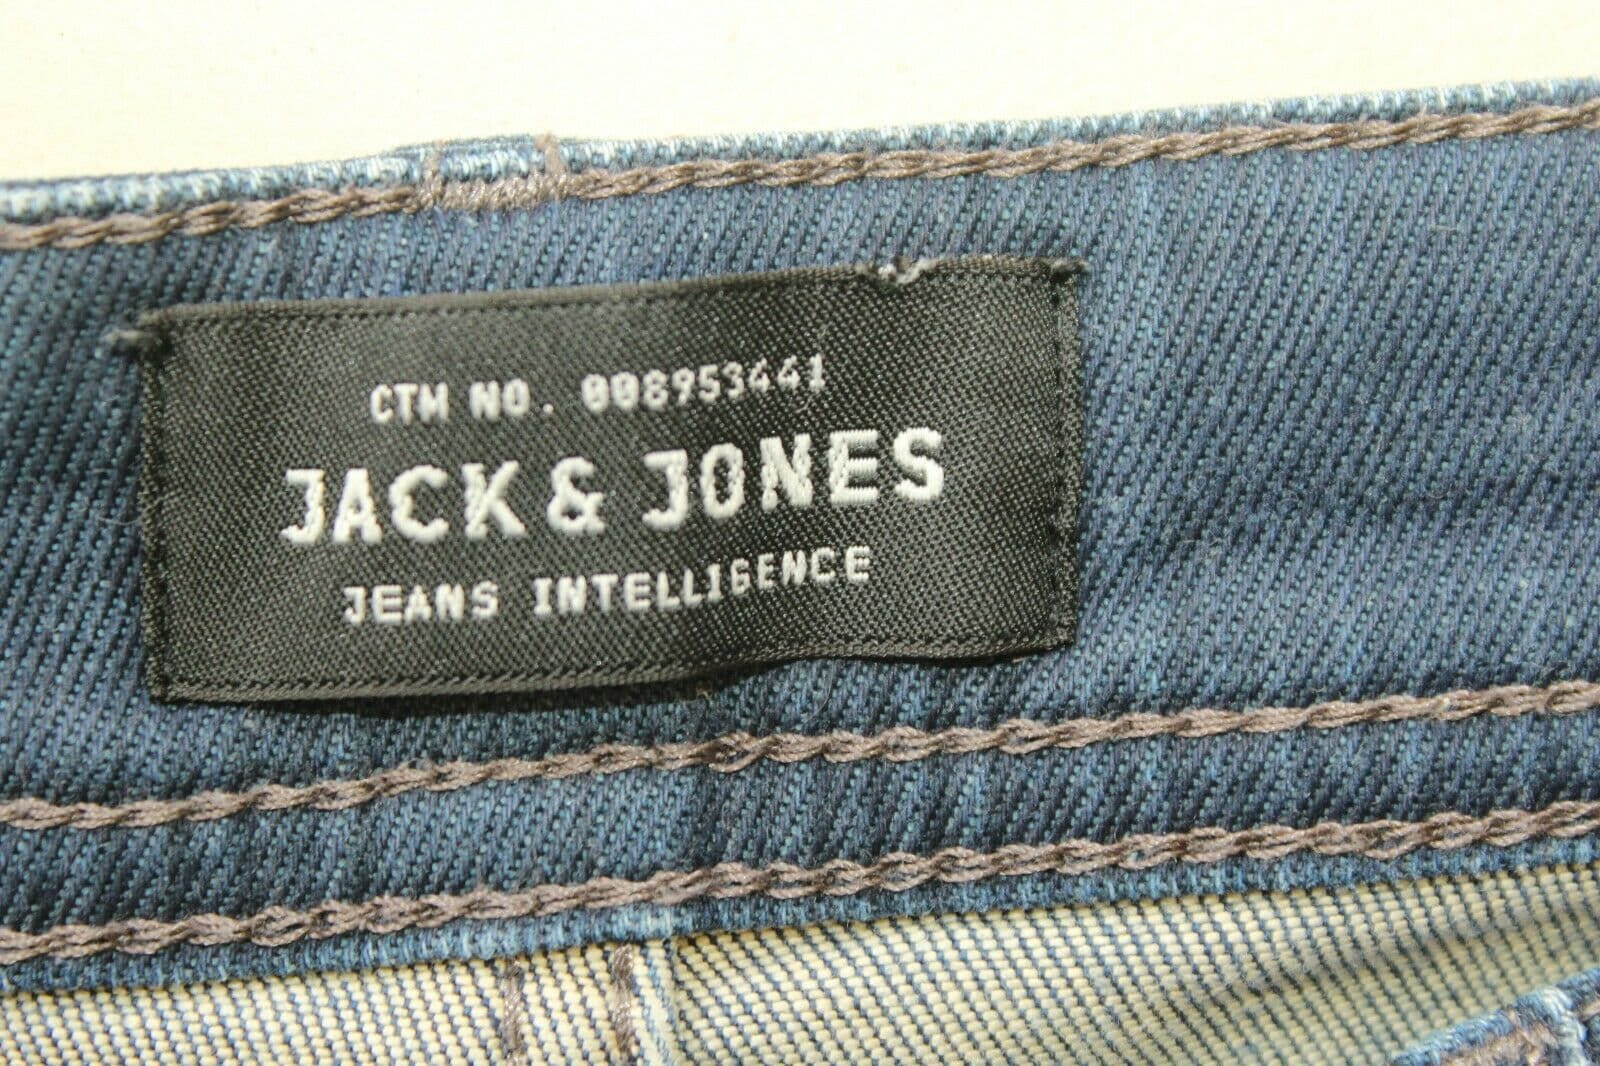 CTM NO. 008953441
JACK & JONES
JEANS INTELLIGENCE